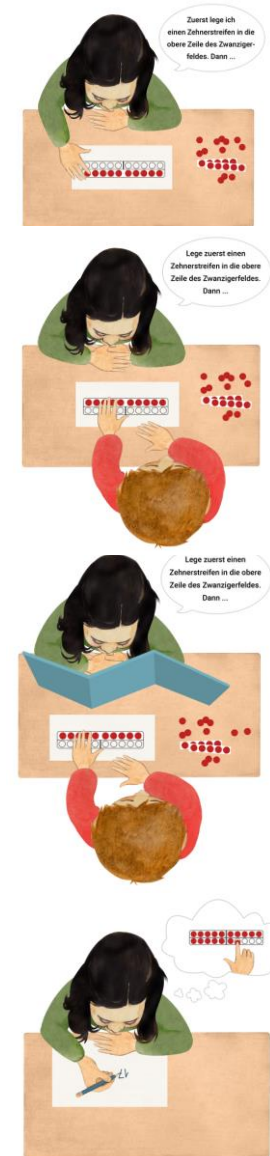 Zuerst lege ich
einen Zehnerstreifen in die
obere Zeile des Zwanziger-
feldes. Dann ...
Lege zuerst einen
Zehnerstreifen in die obere
Zeile des Zwanzigerfeldes.
Dann ...
Lege zuerst einen
Zehnerstreifen in die obere
Zeile des Zwanzigerfeldes.
Dann ...
17